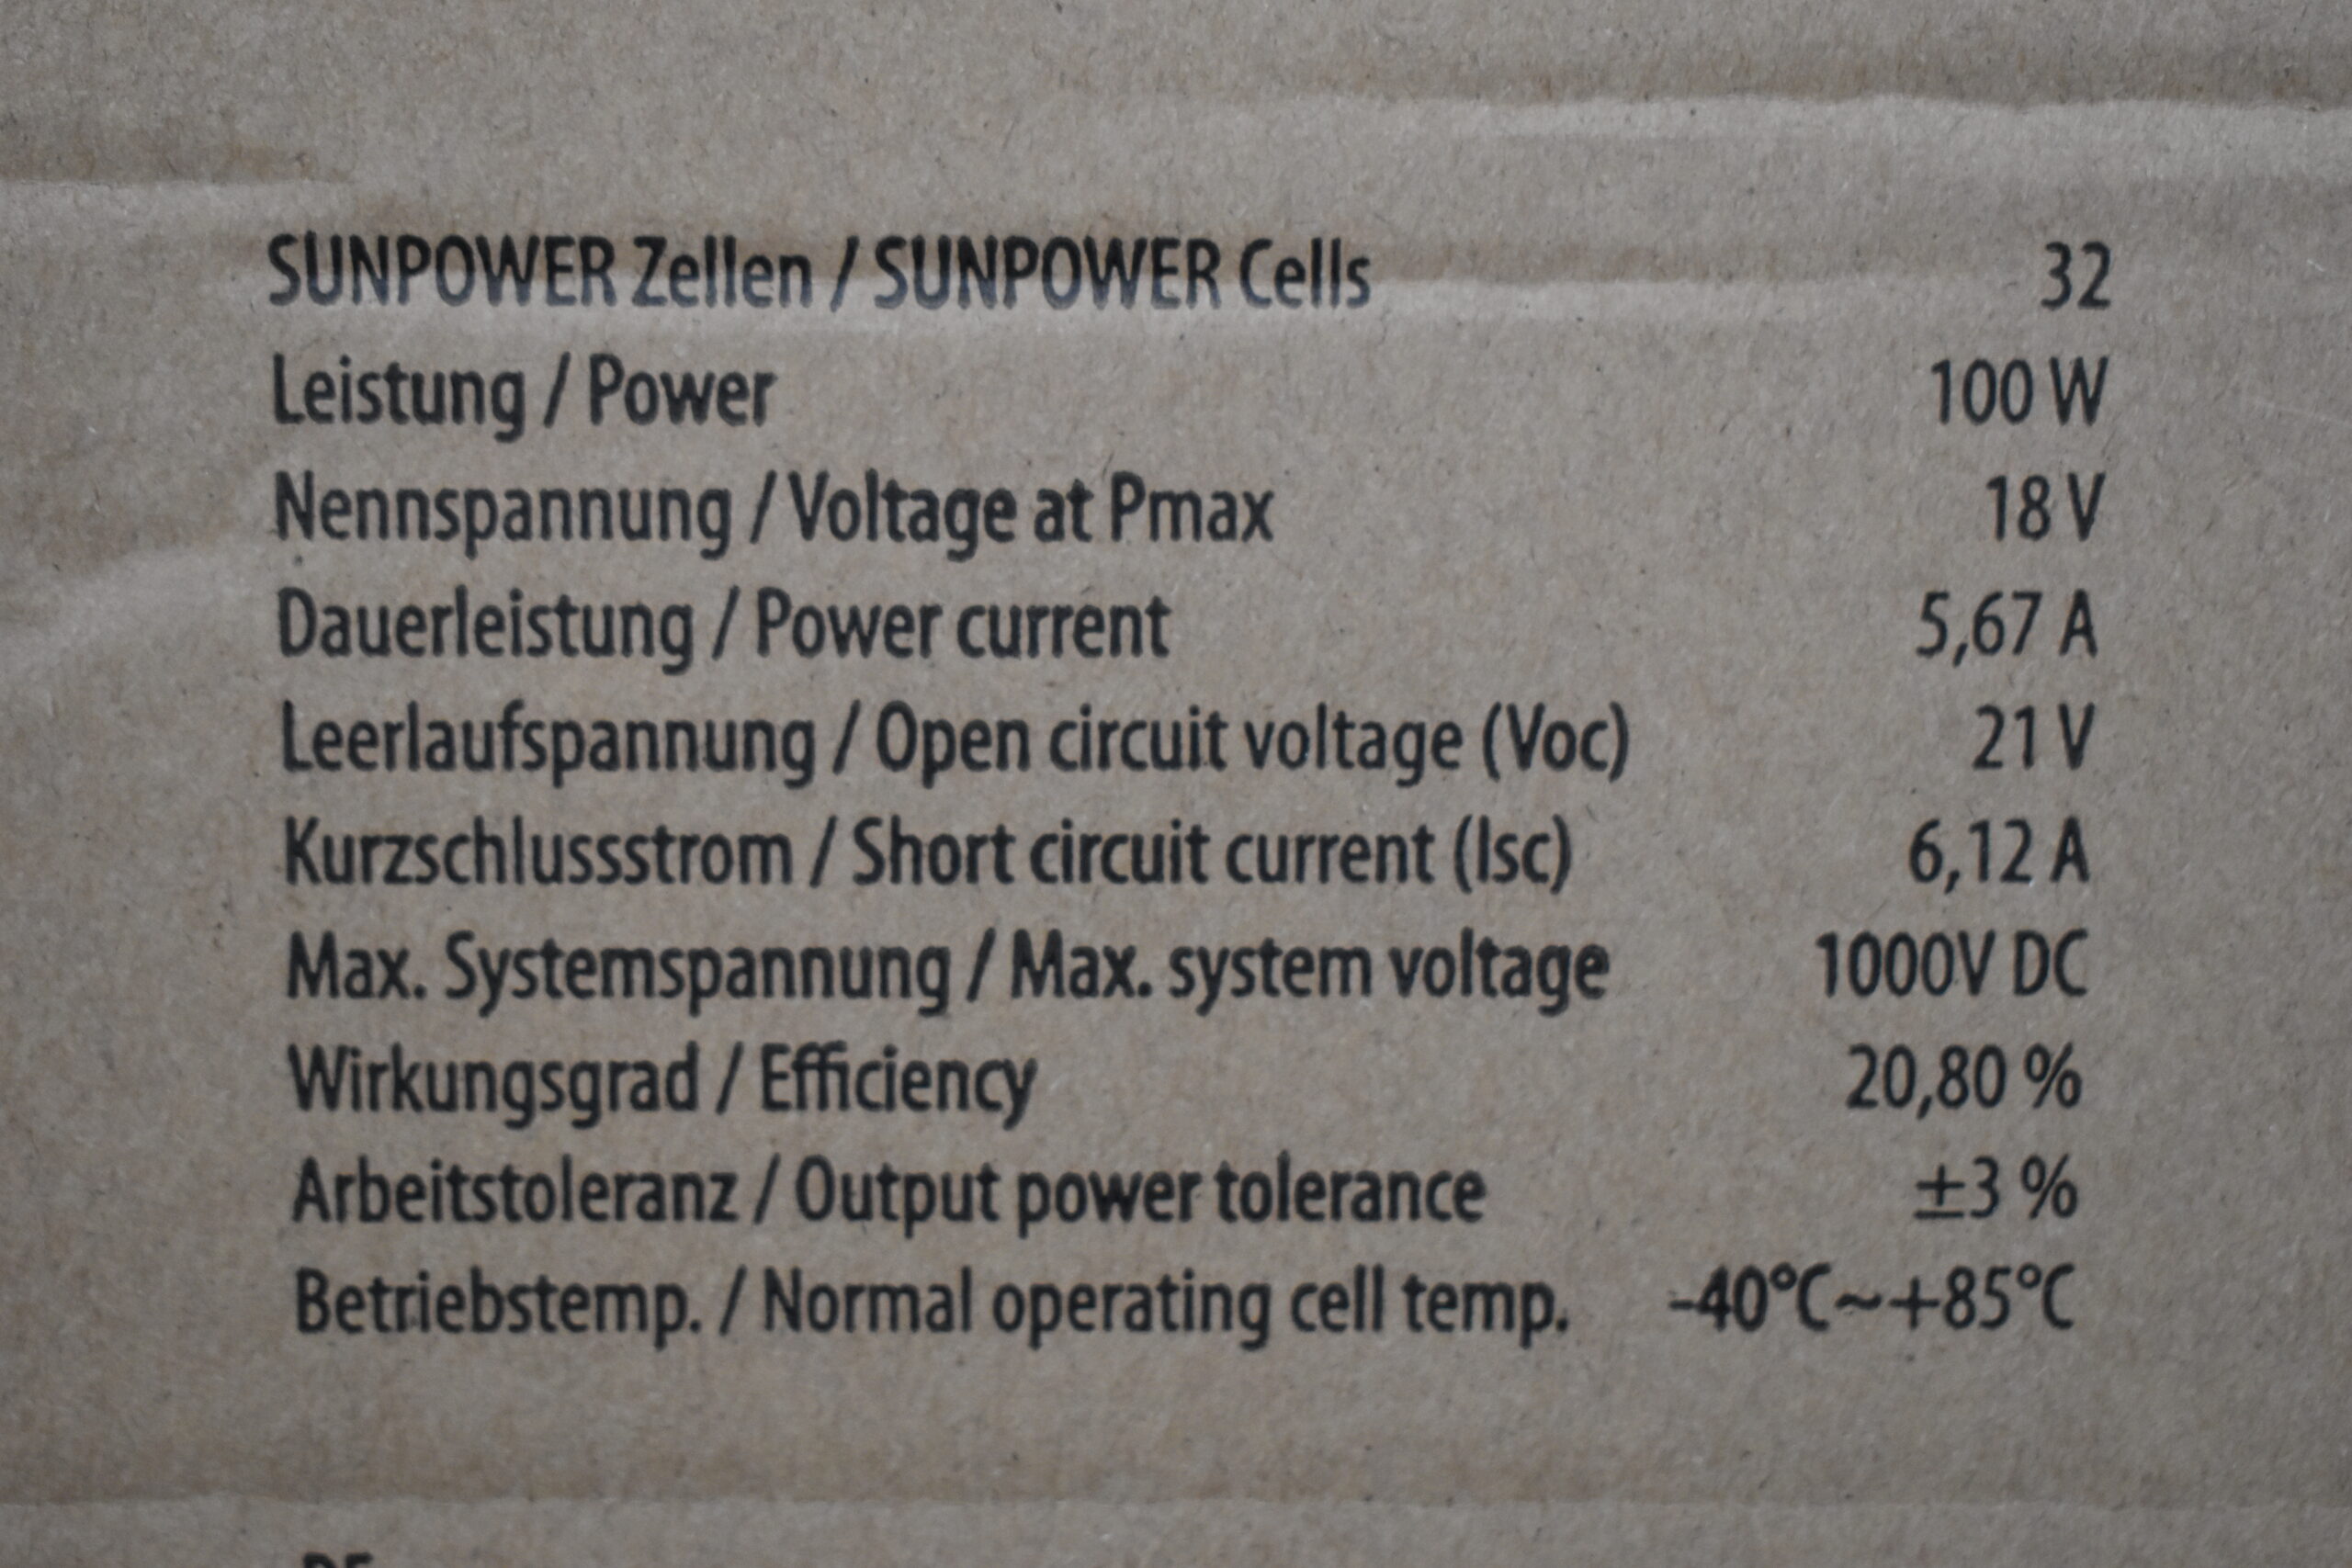 SUNPOWER Zellen / SUNPOWER Cells 32
Leistung / Power 100 W
Nennspannung / Voltage at Pmax 18 V
Dauerleistung / Power current 5,67 A
Leerlaufspannung / Open circuit voltage (Voc) 21 V
Kurzschlussstrom / Short circuit current (Isc) 6,12 A
Max. Systemspannung / Max. system voltage 1000V DC
Wirkungsgrad / Efficiency 20,80 %
Arbeitstoleranz / Output power tolerance ±3 %
Betriebstemp. / Normal operating cell temp. -40°C~+85°C